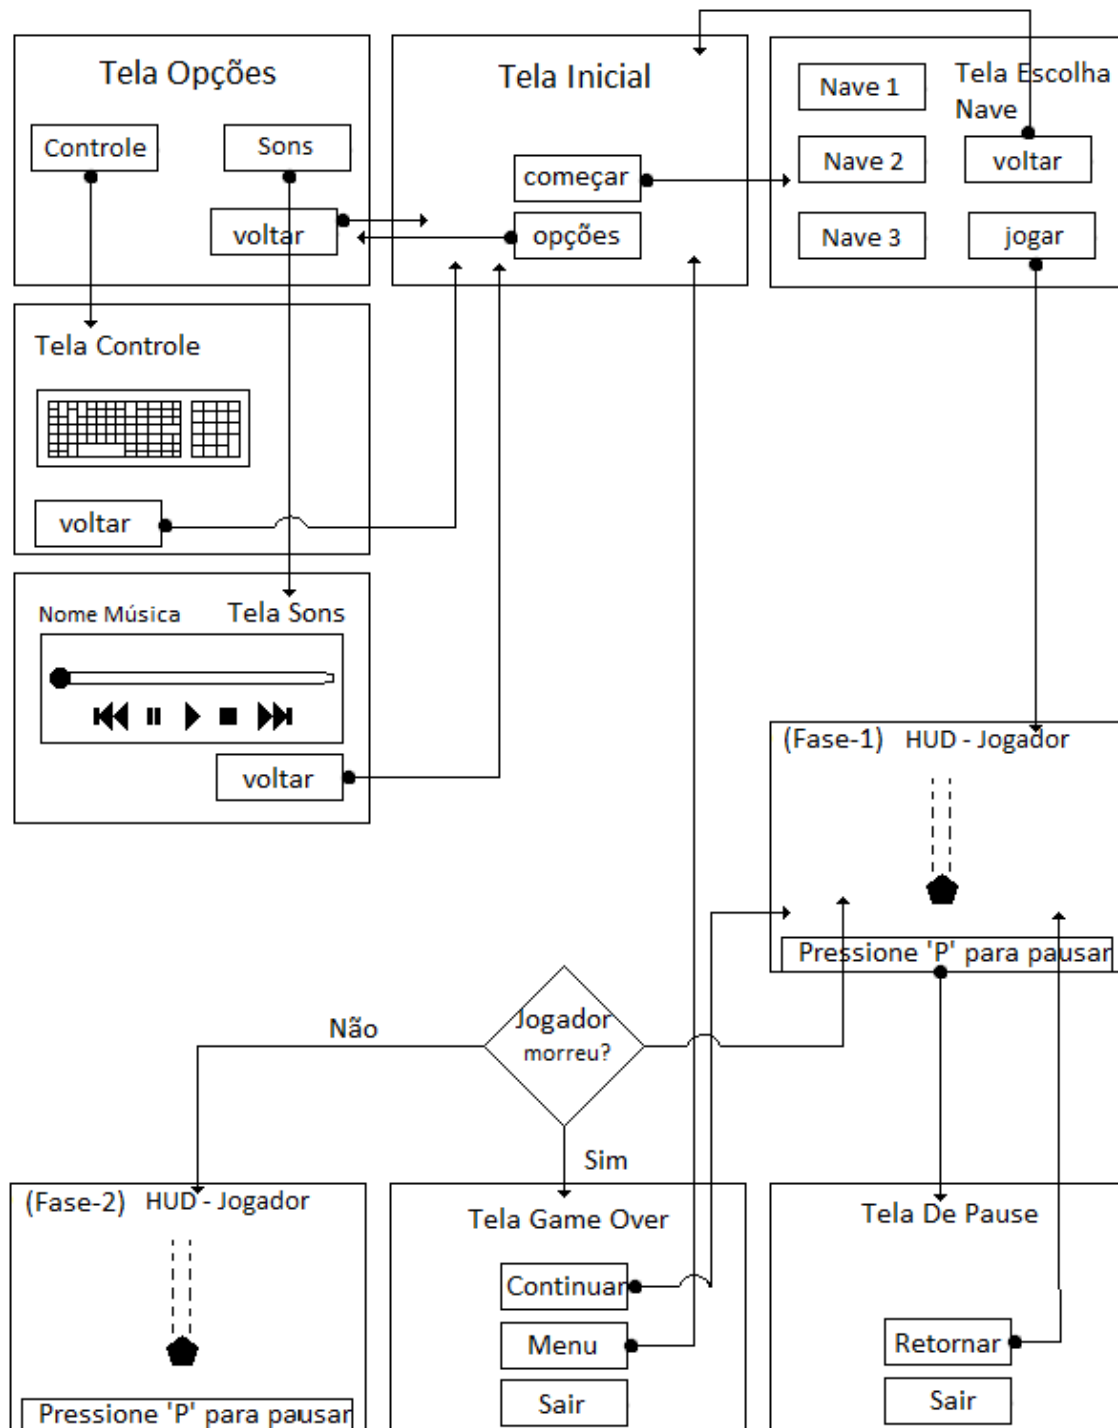 Tela Opções
Controle
Sons
voltar
Tela Inicial
começar
opções
Nave 1
Nave 2
Nave 3
Tela Escolha
Nave
voltar
jogar
Tela Controle
voltar
Nome Música
Tela Sons
voltar
(Fase-1) HUD - Jogador
Pressione 'P' para pausar
Jogador
morreu?
Não
Sim
(Fase-2) HUD - Jogador
Pressione 'P' para pausar
Tela Game Over
Continuar
Menu
Sair
Tela De Pause
Retornar
Sair